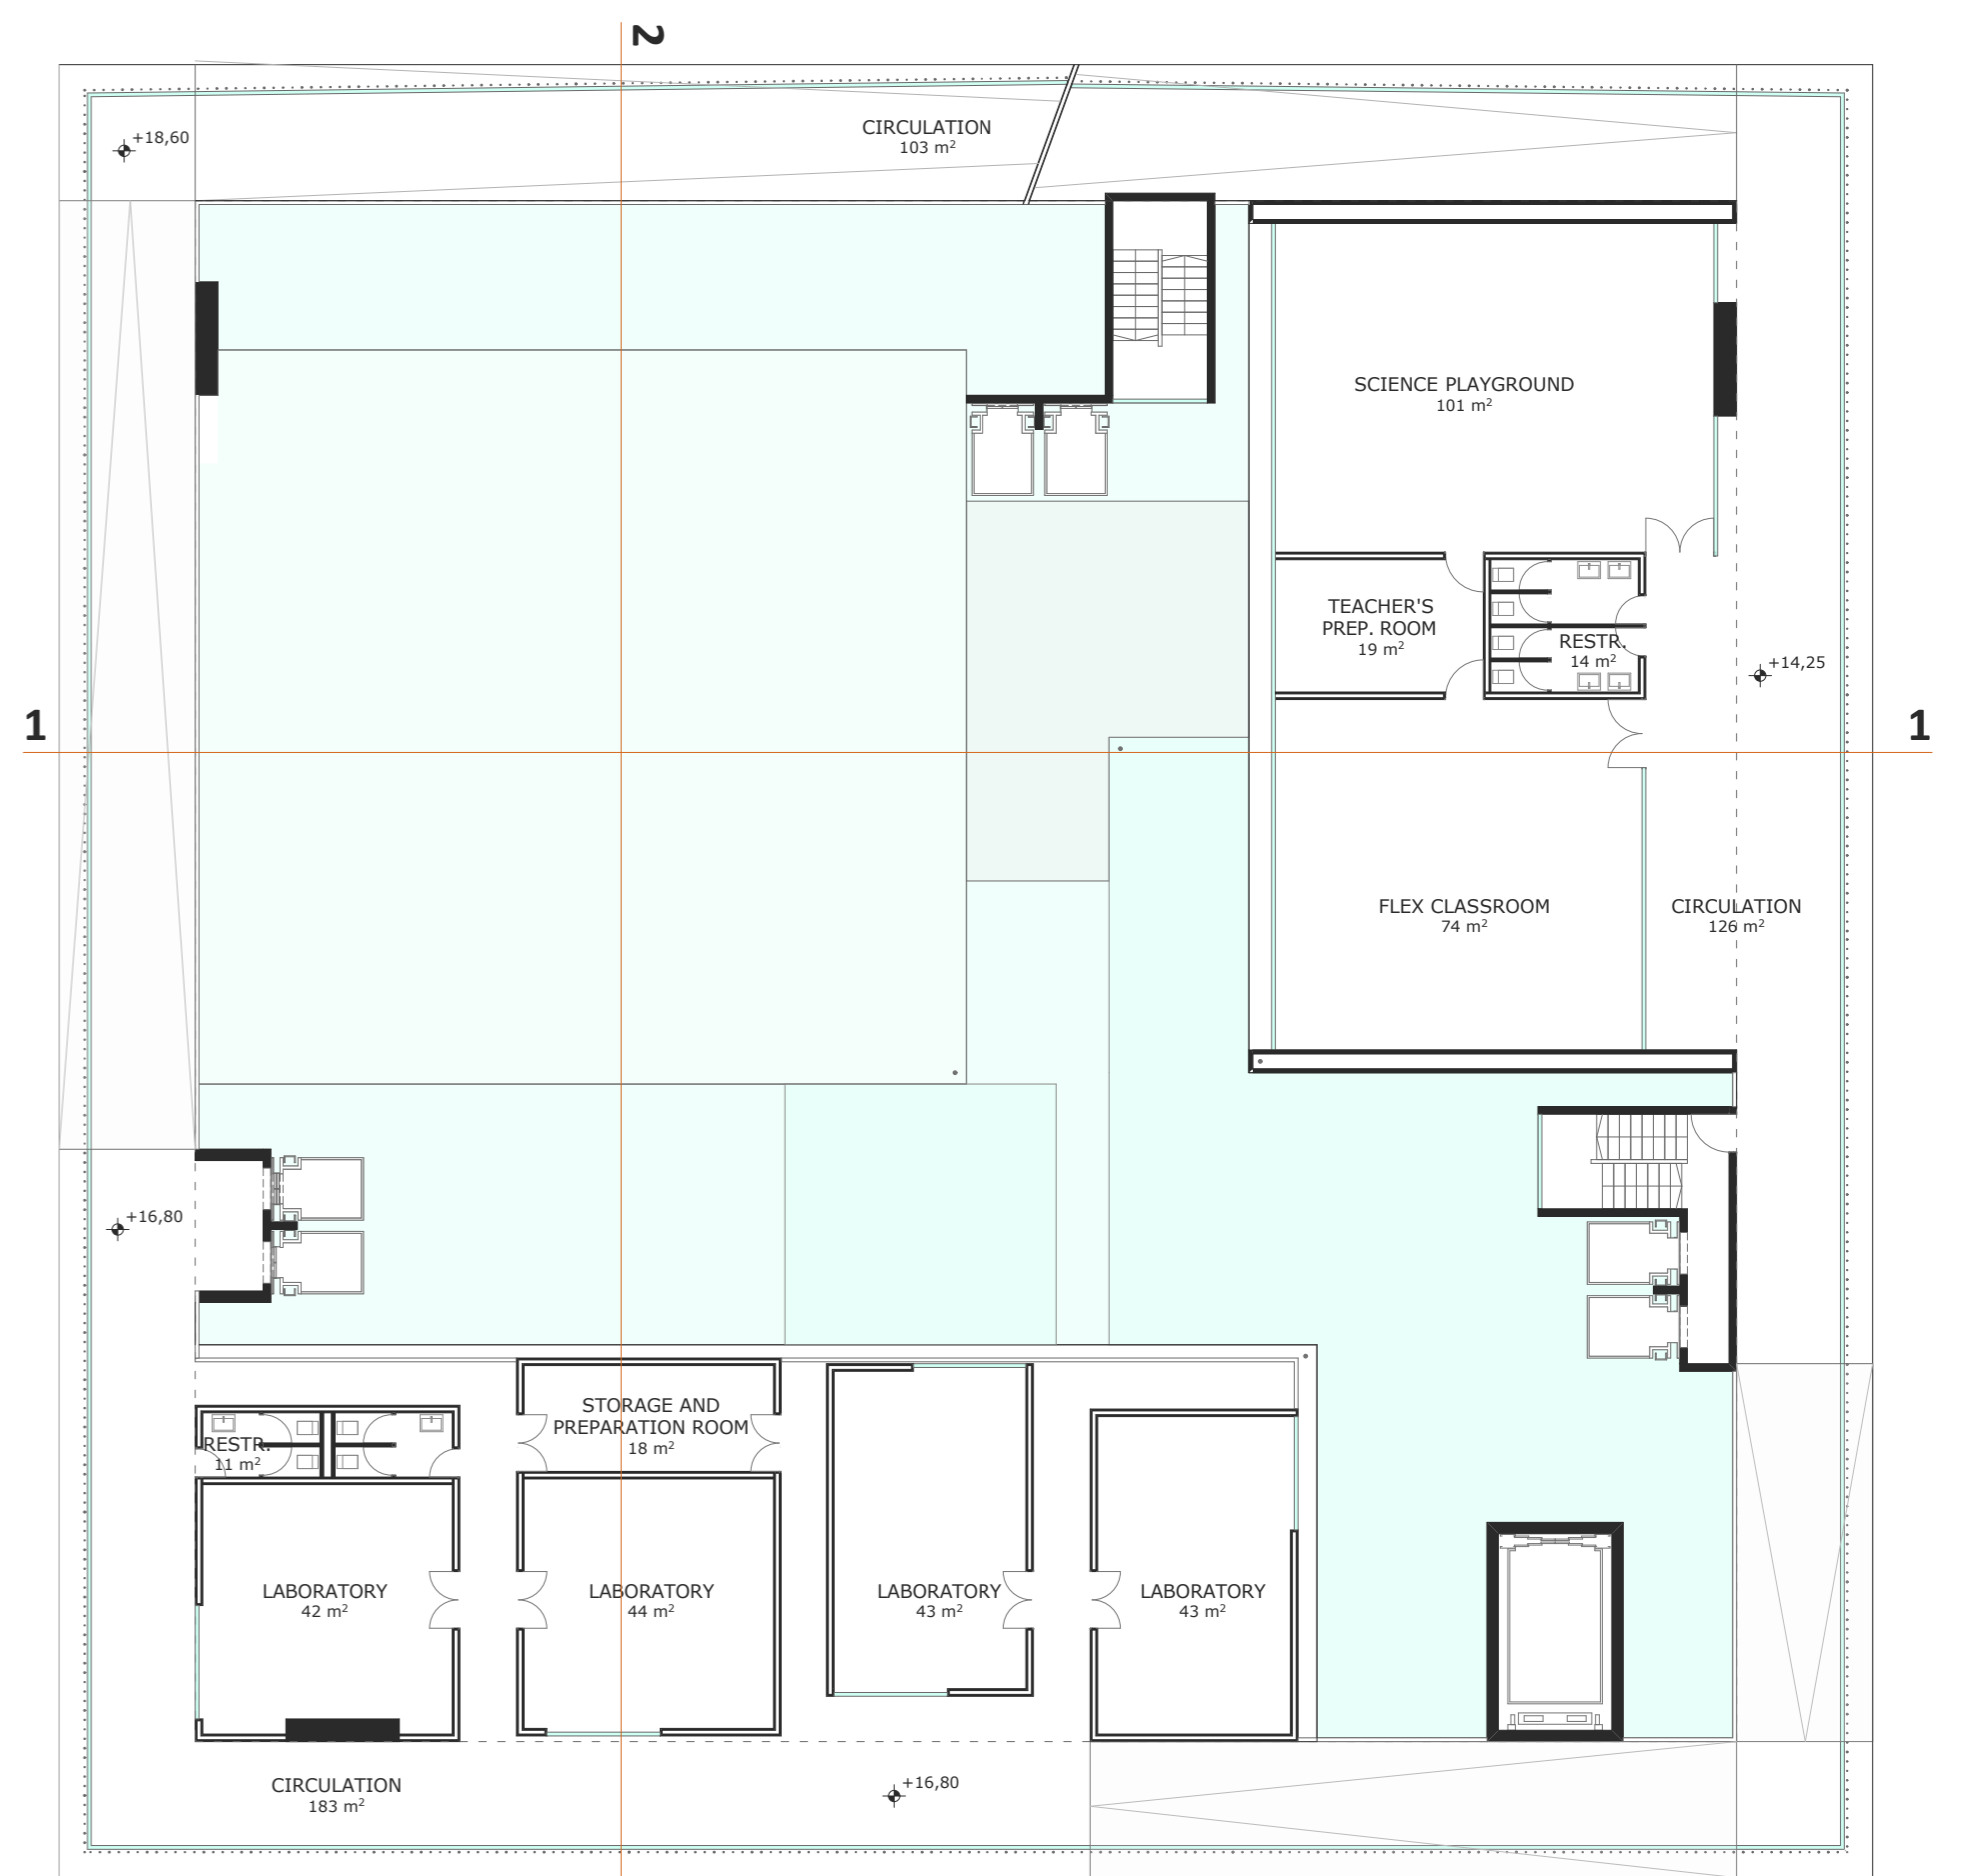 2
CIRCULATION
103 m²
+18,60
SCIENCE PLAYGROUND
101 m²
TEACHER'S
PREP. ROOM
19 m²
RESTR.
14 m²
+14,25
1
1
FLEX CLASSROOM
74 m²
CIRCULATION
126 m²
+16,80
STORAGE AND
PREPARATION ROOM
18 m²
RESTR.
11 m²
LABORATORY
42 m²
LABORATORY
44 m²
LABORATORY
43 m²
LABORATORY
43 m²
CIRCULATION
183 m²
+16,80